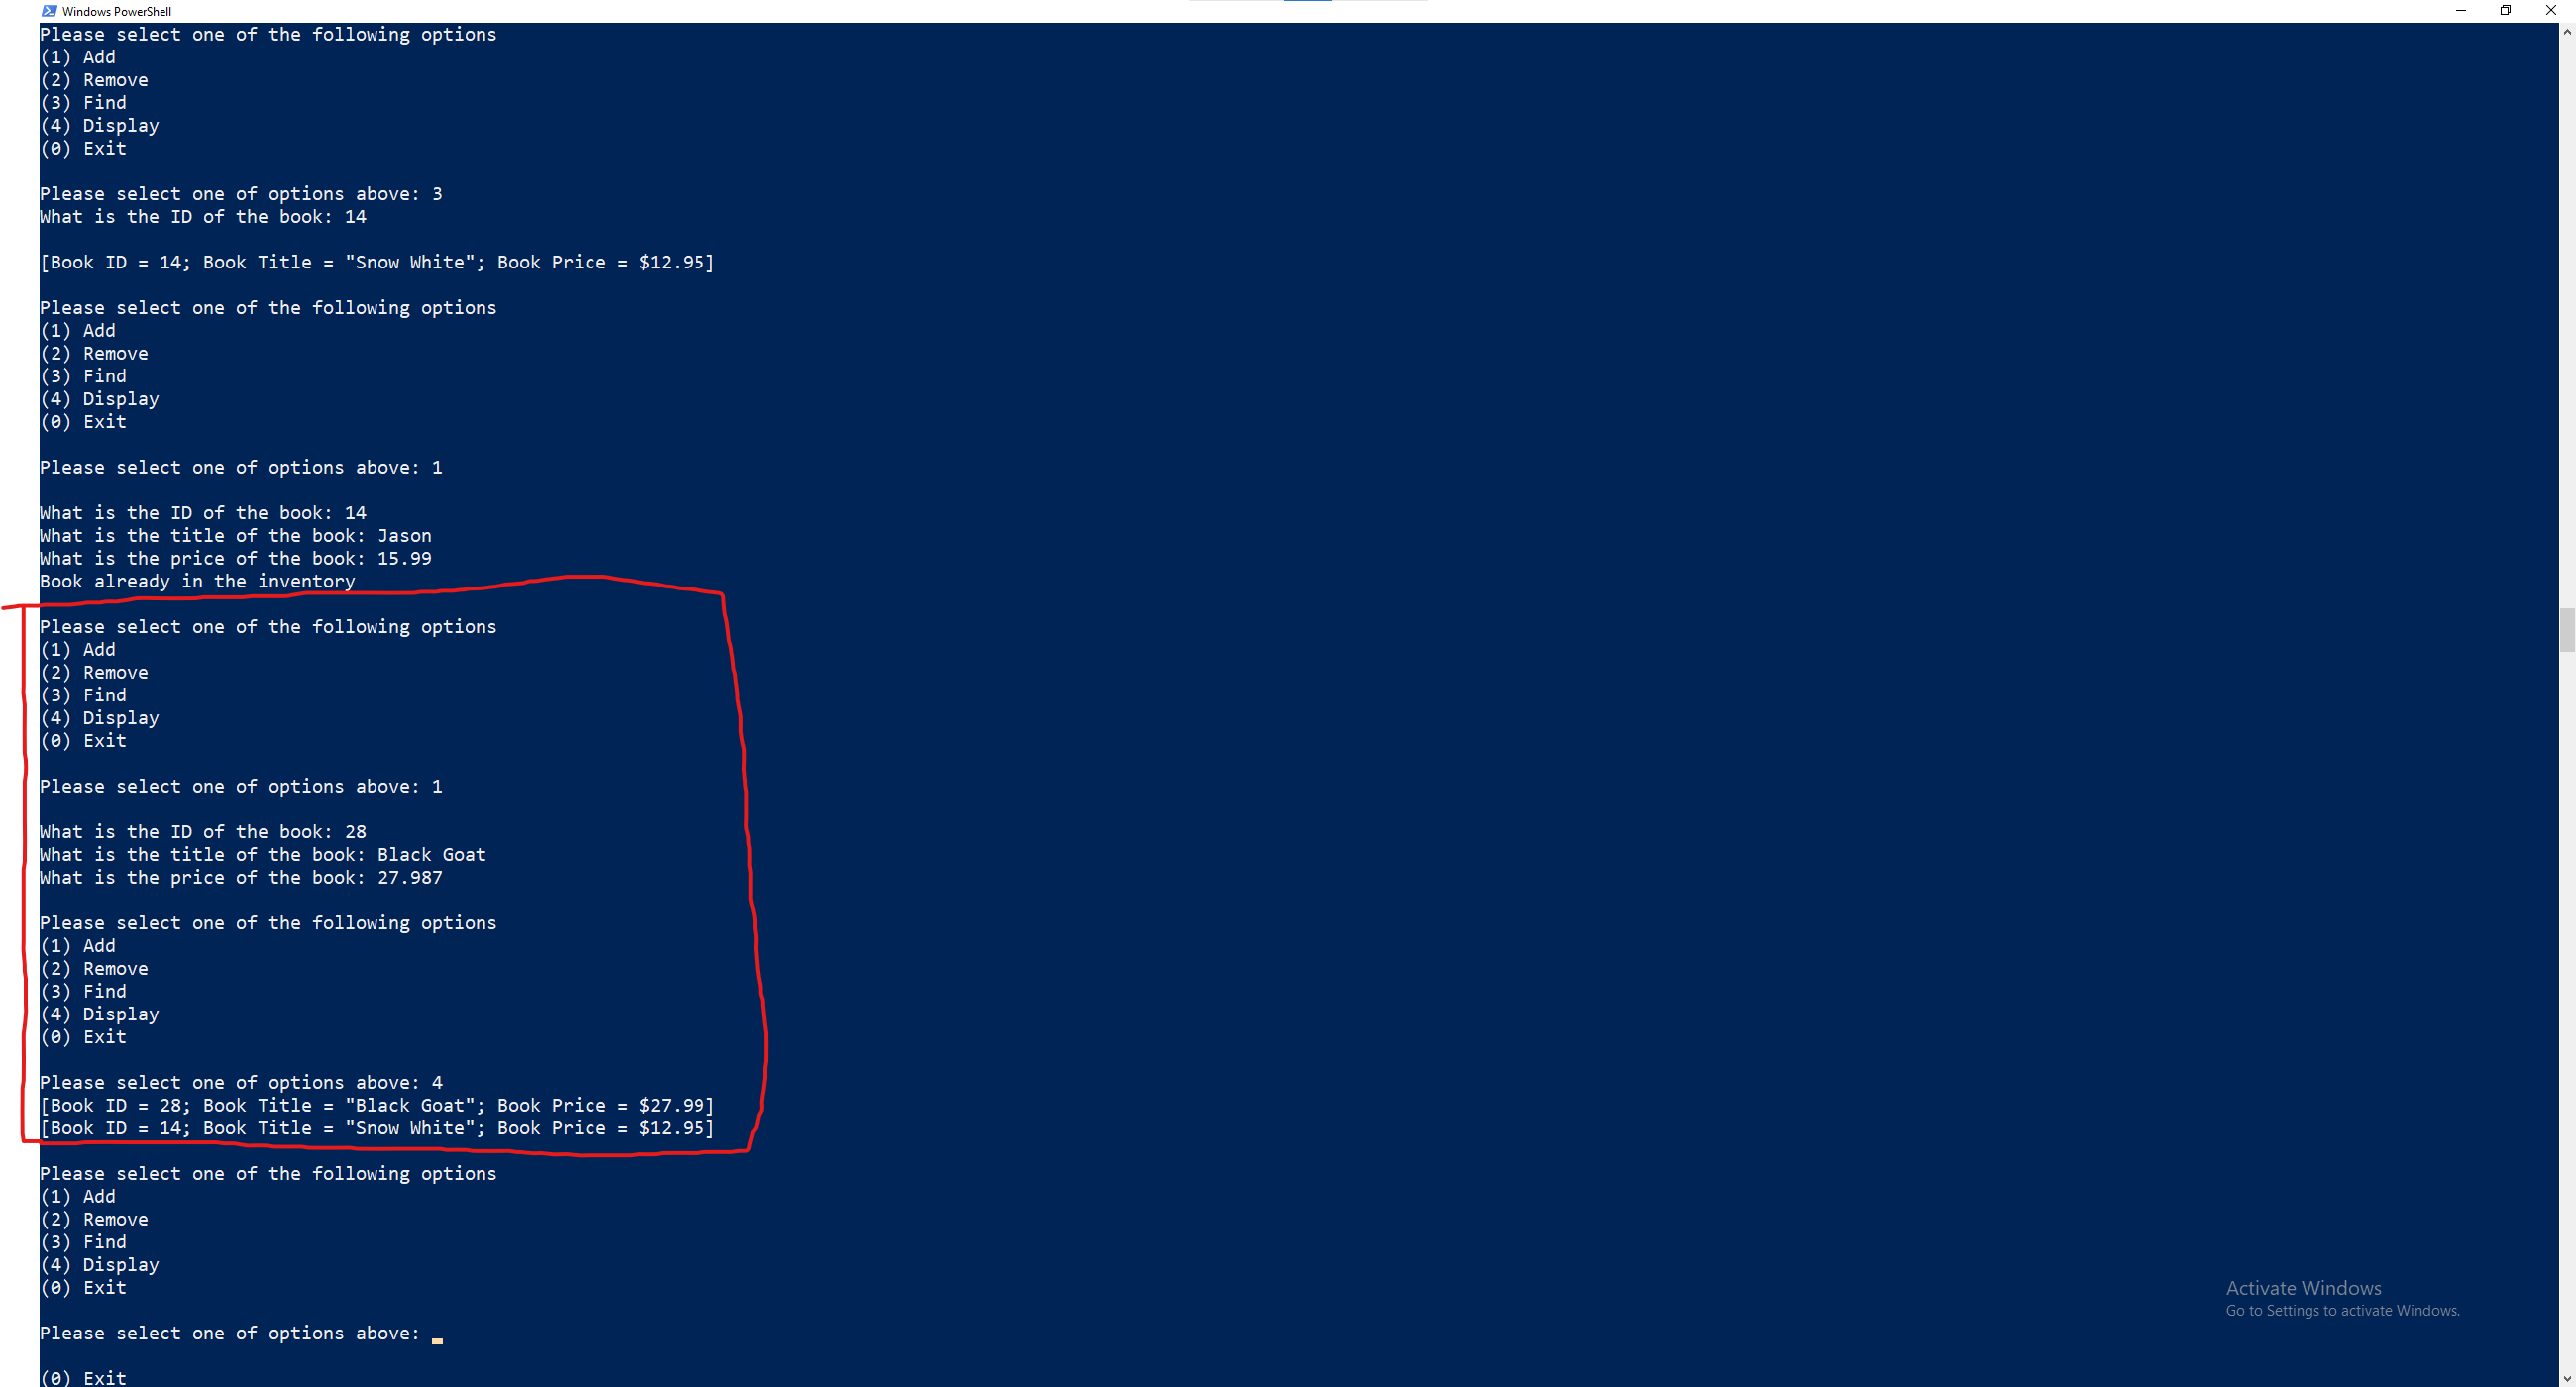 Windows PowerShell
Please select one of the following options
(1) Add
(2) Remove
(3) Find
(4) Display
(0) Exit
Please select one of options above: 3
What is the ID of the book: 14
[Book ID = 14; Book Title = "Snow White"; Book Price = $12.95]
Please select one of the following options
(1) Add
(2) Remove
(3) Find
(4) Display
(0) Exit
Please select one of options above: 1
What is the ID of the book: 14
What is the title of the book: Jason
What is the price of the book: 15.99
Book already in the inventory
Please select one of the following options
(1) Add
(2) Remove
(3) Find
(4) Display
(0) Exit
Please select one of options above: 1
What is the ID of the book: 28
What is the title of the book: Black Goat
What is the price of the book: 27.987
Please select one of the following options
(1) Add
(2) Remove
(3) Find
(4) Display
(0) Exit
Please select one of options above: 4
[Book ID = 28; Book Title = "Black Goat"; Book Price = $27.99]
[Book ID = 14; Book Title = "Snow White"; Book Price = $12.95]
Please select one of the following options
(1) Add
(2) Remove
(3) Find
(4) Display
(0) Exit
Please select one of options above:
(0) Exit
Activate Windows
Go to Settings to activate Windows.